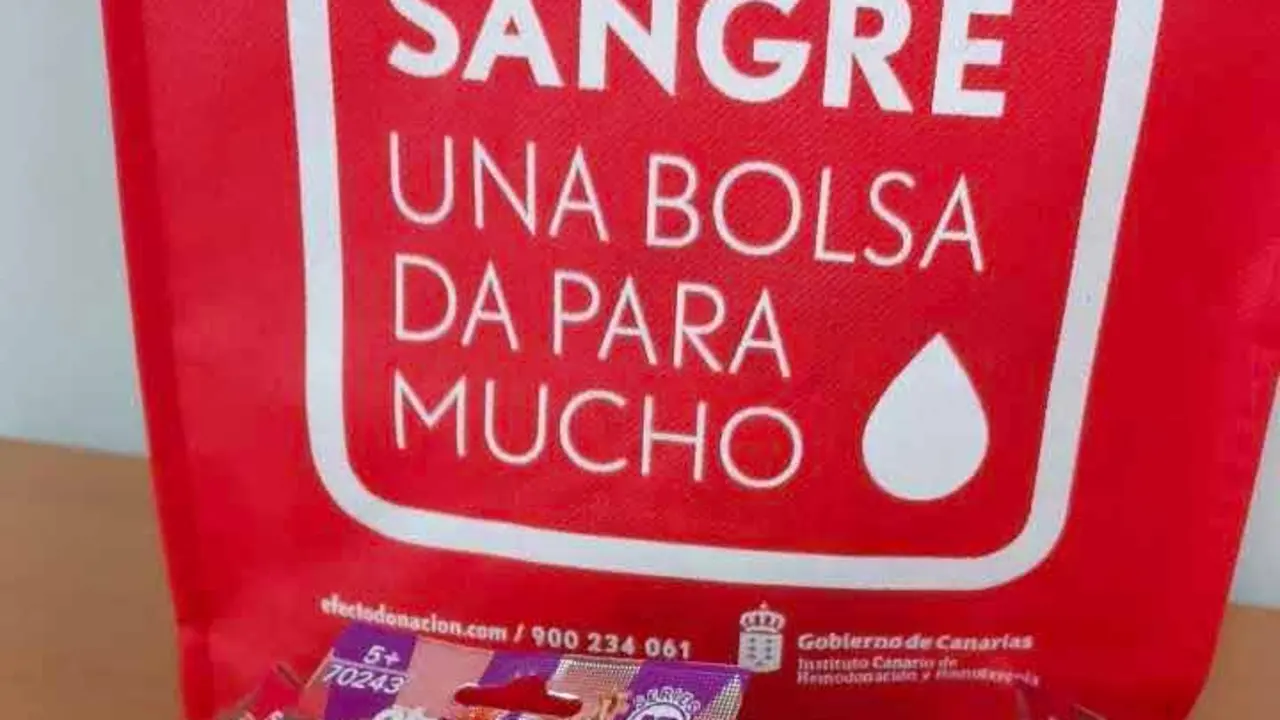 SANGRE
UNA BOLSA
DA PARA
MUCHO
efectodonacion.com / 900 234 061
Gobierno de Canarias
Instituto Canario de
Hemodonación y Hemoterapia
5+
70243
SERIES